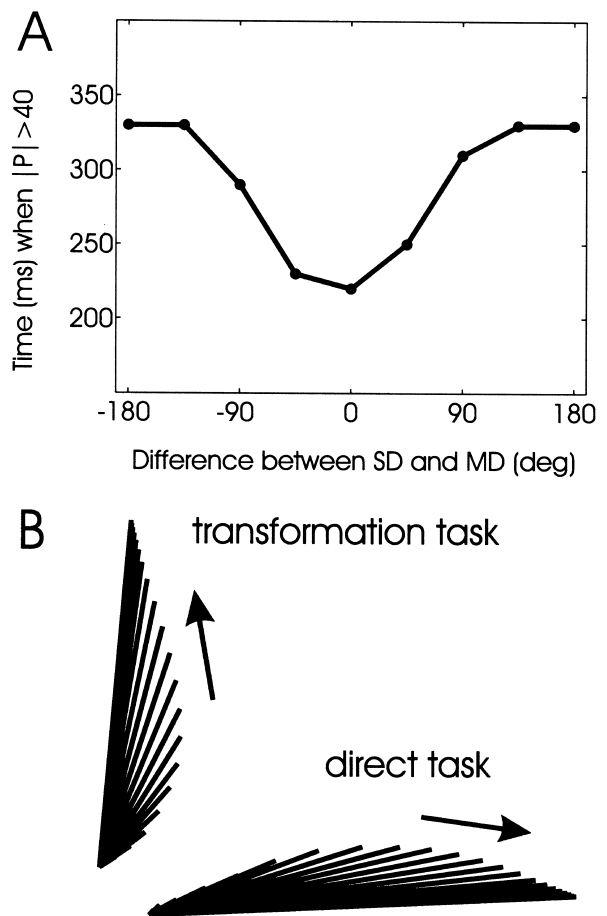 A
Time (ms) when |P| >40
350
300
250
200
-180 -90 0 90 180
Difference between SD and MD (deg)
B
transformation task
direct task